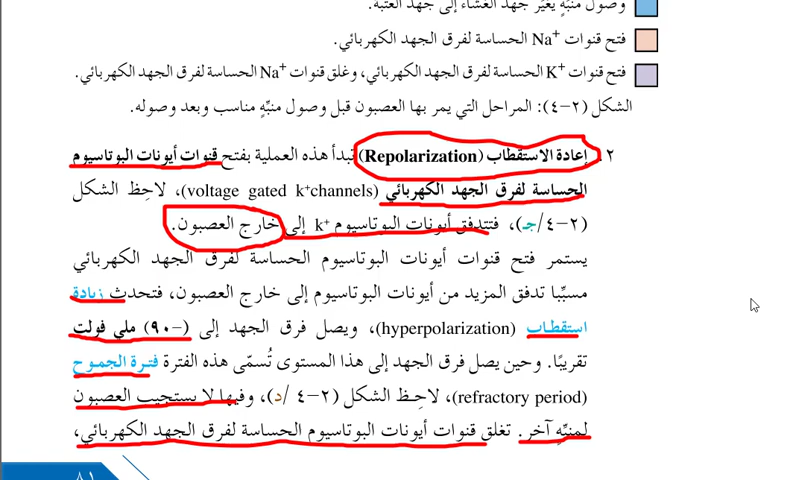 وصول منبِّهٍ يغيّر جهد الغشاء إلى جهد العتبة.
فتح قنوات Na+ الحساسة لفرق الجهد الكهربائي.
فتح قنوات K+ الحساسة لفرق الجهد الكهربائي، وغلق قنوات Na+ الحساسة لفرق الجهد الكهربائي.
الشكل (٢-٤): المراحل التي يمر بها العصبون قبل وصول منبِّهٍ مناسب وبعد وصوله.
٢. إعادة الاستقطاب (Repolarization) تبدأ هذه العملية بفتح قنوات أيونات البوتاسيوم
الحساسة لفرق الجهد الكهربائي (voltage gated k+channels)، لاحِظ الشكل
(٢-٤/جـ)، فتتدفق أيونات البوتاسيوم k+ إلى خارج العصبون.
يستمر فتح قنوات أيونات البوتاسيوم الحساسة لفرق الجهد الكهربائي
مسبِّبا تدفق المزيد من أيونات البوتاسيوم إلى خارج العصبون، فتحدث زيادة
استقطاب (hyperpolarization)، ويصل فرق الجهد إلى (-٩٠) ملي فولت
تقريبًا. وحين يصل فرق الجهد إلى هذا المستوى تُسمّى هذه الفترة فترة الجموح
(refractory period)، لاحِظ الشكل (٢-٤/د)، وفيها لا يستجيب العصبون
لمنبِّهٍ آخر. تغلق قنوات أيونات البوتاسيوم الحساسة لفرق الجهد الكهربائي،
٨١